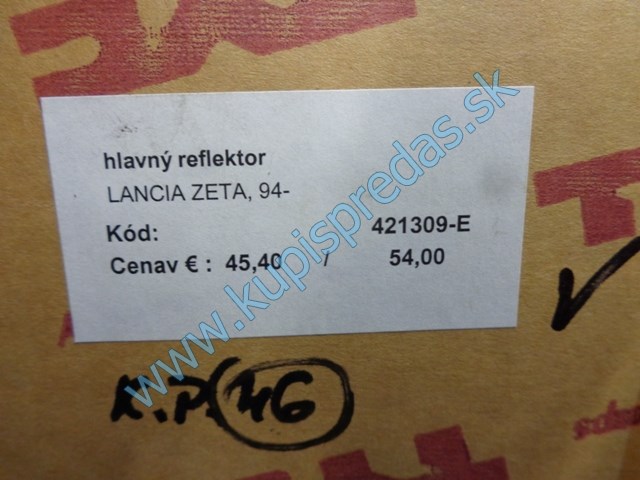 hlavný reflektor
LANCIA ZETA, 94-
Kód: 421309-E
Cenav € : 45,40 / 54,00
www.kupispredas.sk
K.P. 46